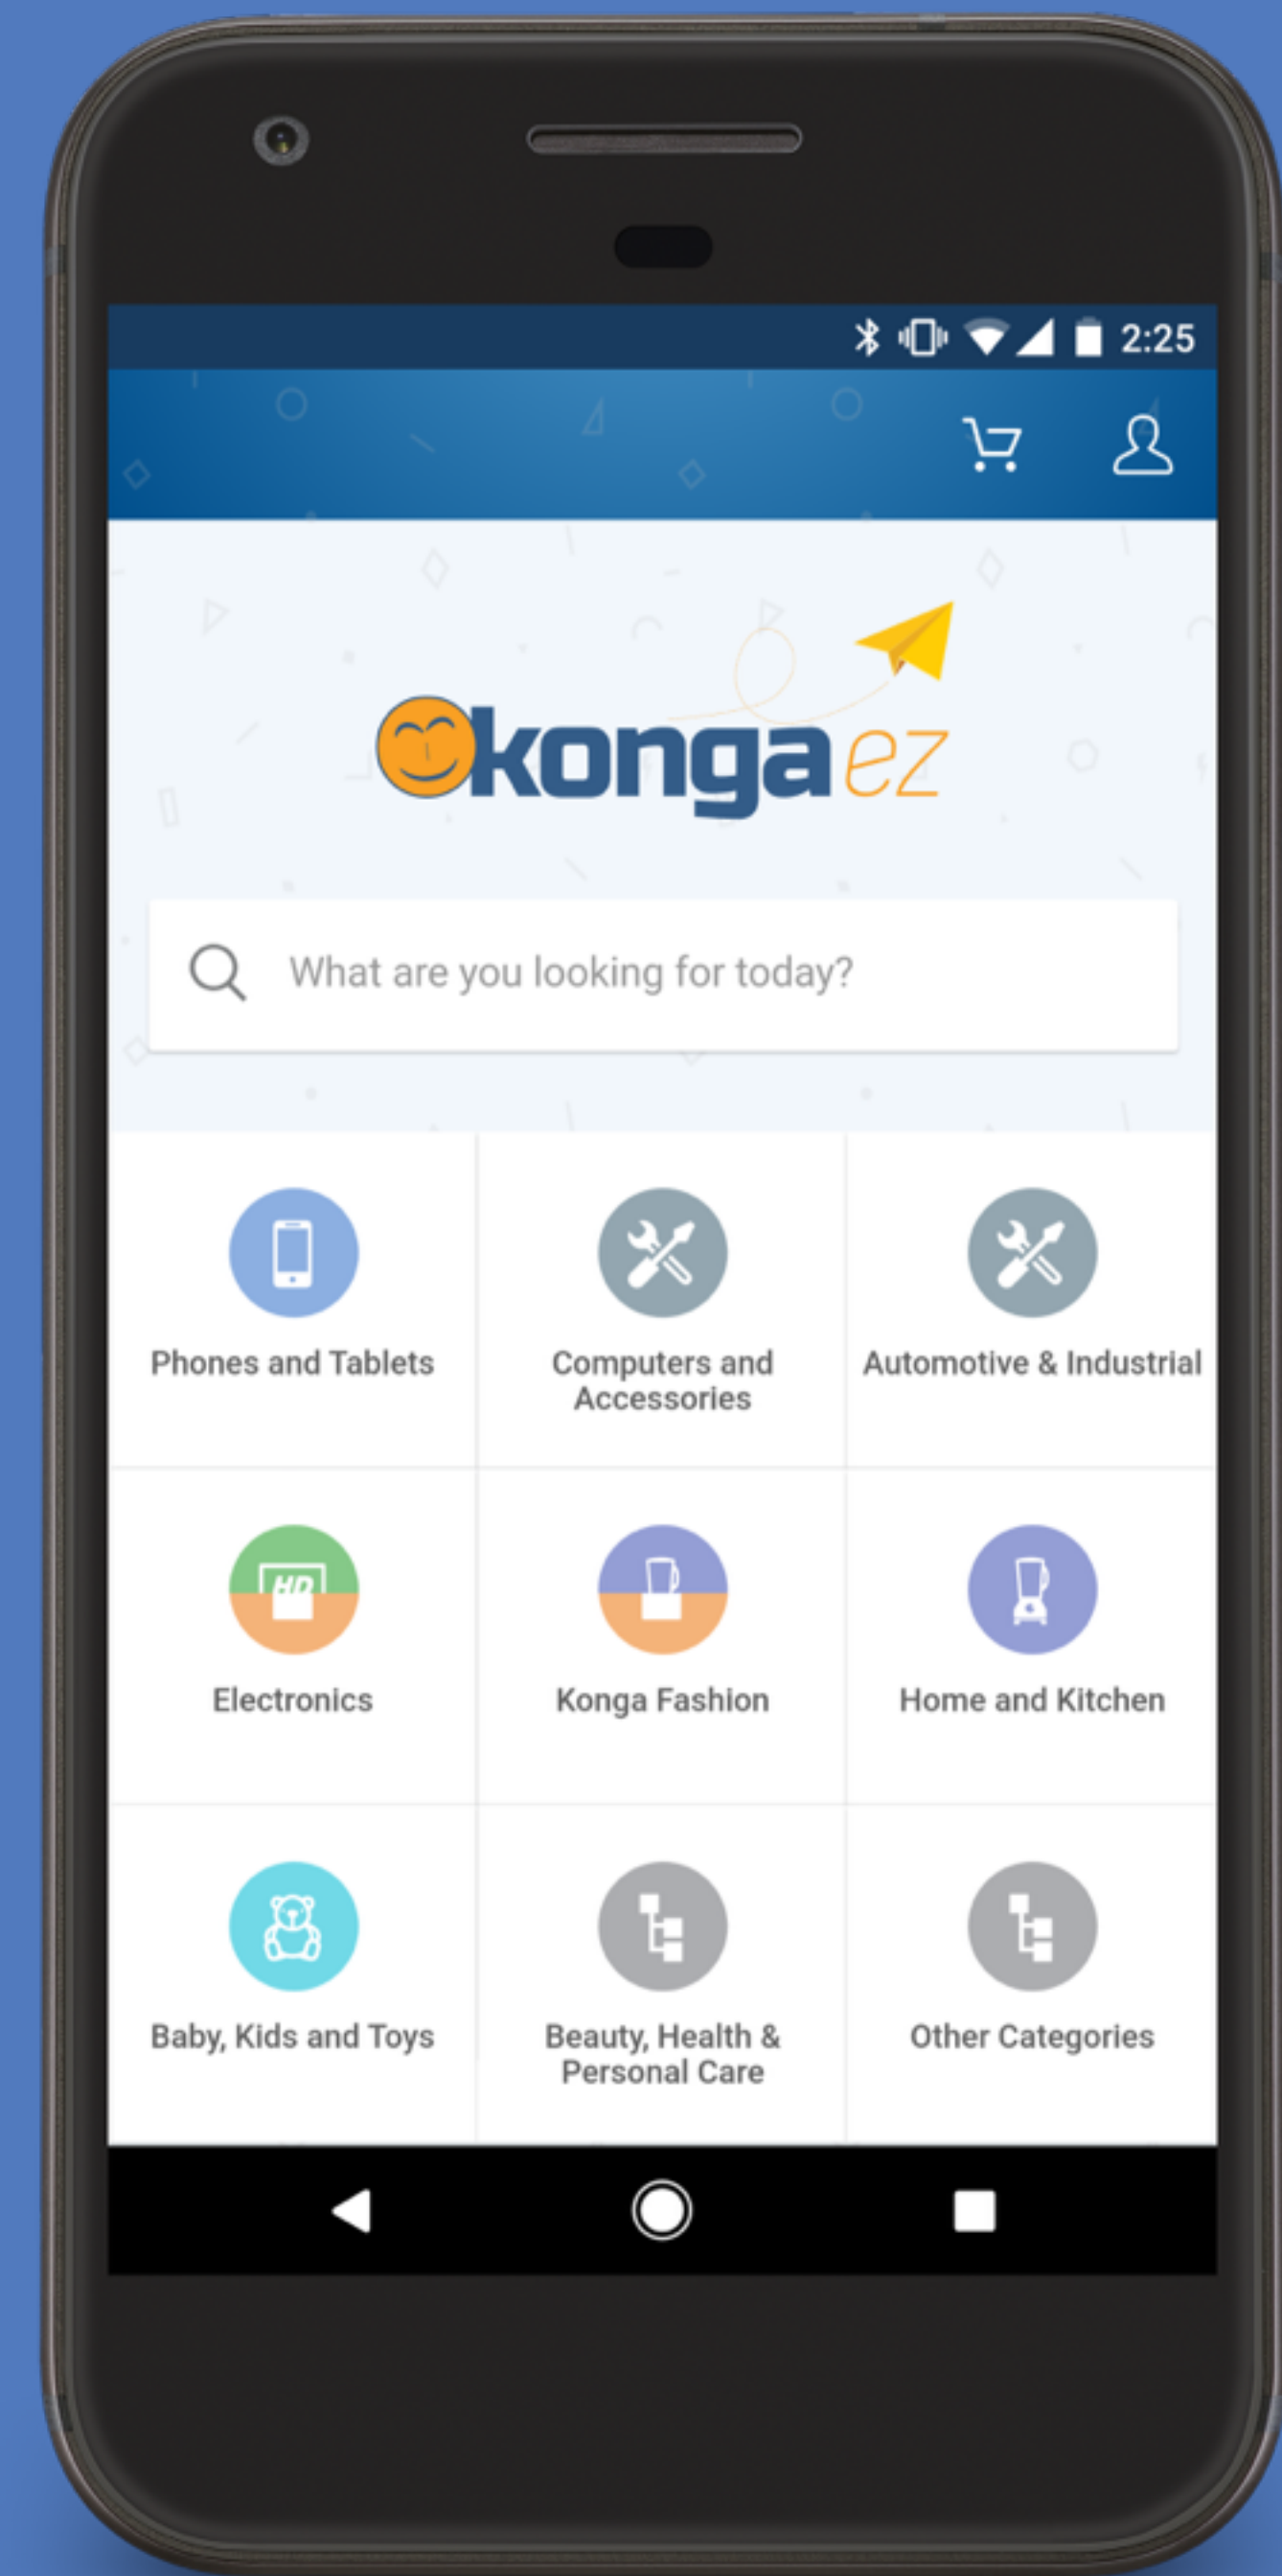 2:25
konga ez
What are you looking for today?
Phones and Tablets
Computers and
Accessories
Automotive & Industrial
HD
Electronics
Konga Fashion
Home and Kitchen
Baby, Kids and Toys
Beauty, Health &
Personal Care
Other Categories